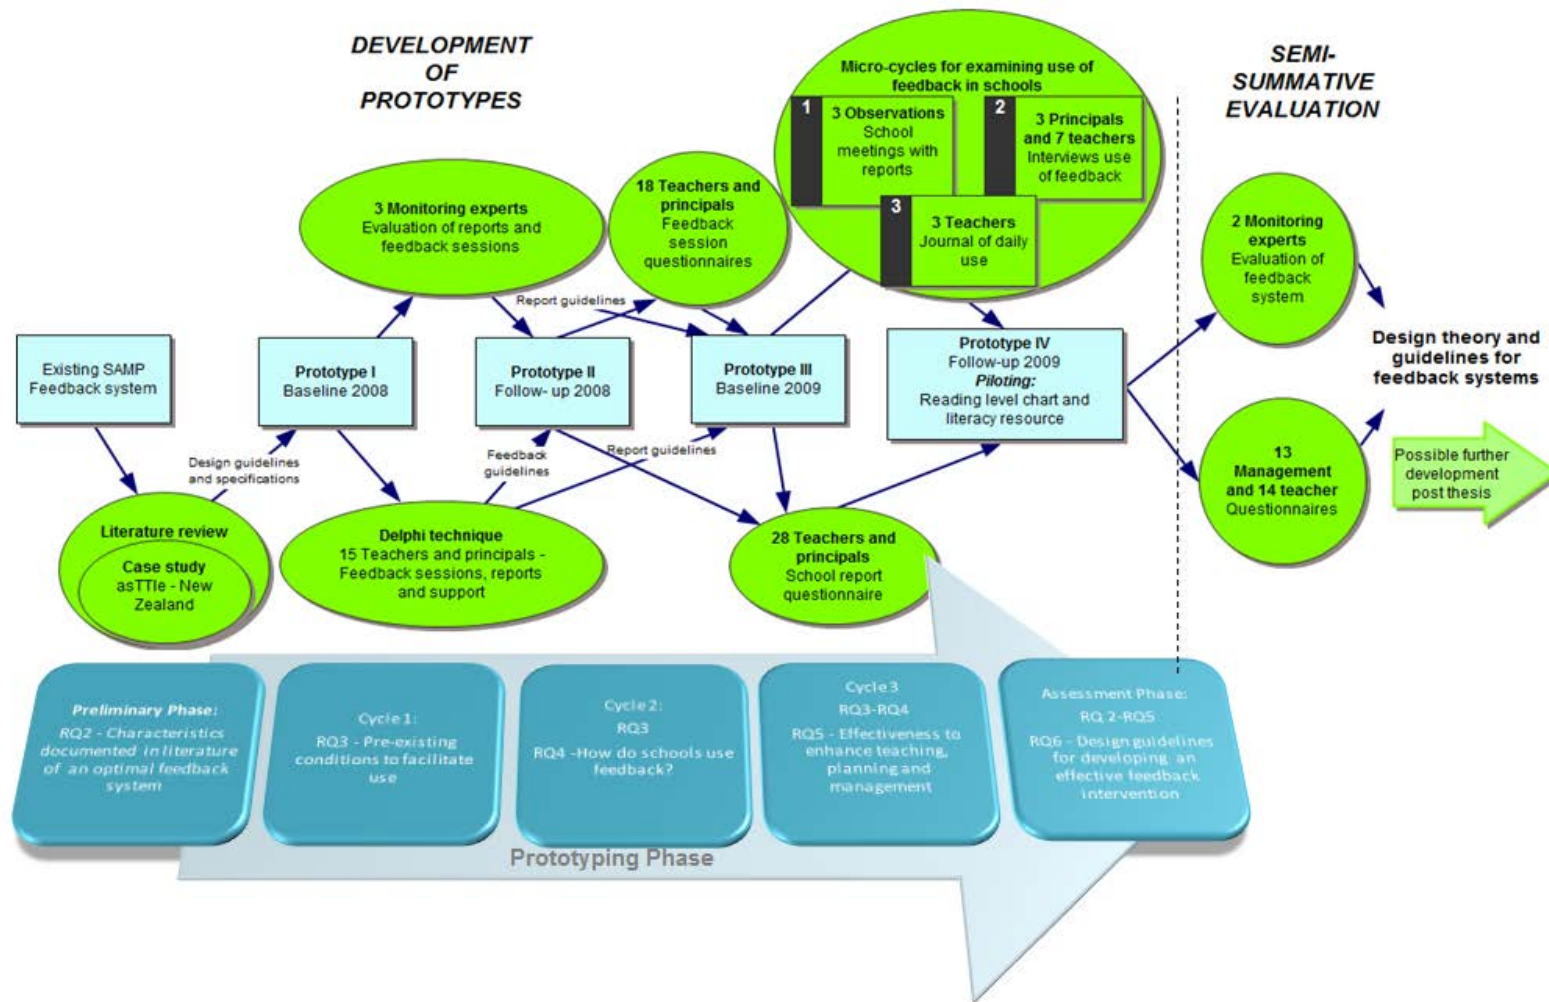 DEVELOPMENT
OF
PROTOTYPES
SEMI-
SUMMATIVE
EVALUATION
Micro-cycles for examining use of
feedback in schools
1
3 Observations
School
meetings with
reports
2
3 Principals
and 7 teachers
Interviews use
of feedback
3
3 Teachers
Journal of daily
use
3 Monitoring experts
Evaluation of reports and
feedback sessions
18 Teachers and
principals
Feedback
session
questionnaires
2 Monitoring
experts
Evaluation of
feedback
system
Report guidelines
Existing SAMP
Feedback system
Prototype I
Baseline 2008
Prototype II
Follow- up 2008
Prototype III
Baseline 2009
Prototype IV
Follow-up 2009
Piloting:
Reading level chart and
literacy resource
Design theory and
guidelines for
feedback systems
Design guidelines
and specifications
Feedback
guidelines
Report guidelines
Literature review
Case study
asTTle - New
Zealand
Delphi technique
15 Teachers and principals -
Feedback sessions, reports
and support
28 Teachers and
principals
School report
questionnaire
13
Management
and 14 teacher
Questionnaires
Possible further
development
post thesis
Preliminary Phase:
RQ2 - Characteristics
documented in literature
of an optimal feedback
system
Cycle 1:
RQ3 - Pre-existing
conditions to facilitate
use
Cycle 2:
RQ3
RQ4 -How do schools use
feedback?
Cycle 3
RQ3-RQ4
RQ5 - Effectiveness to
enhance teaching,
planning and
management
Assessment Phase:
RQ 2-RQ5
RQ6 - Design guidelines
for developing an
effective feedback
intervention
Prototyping Phase